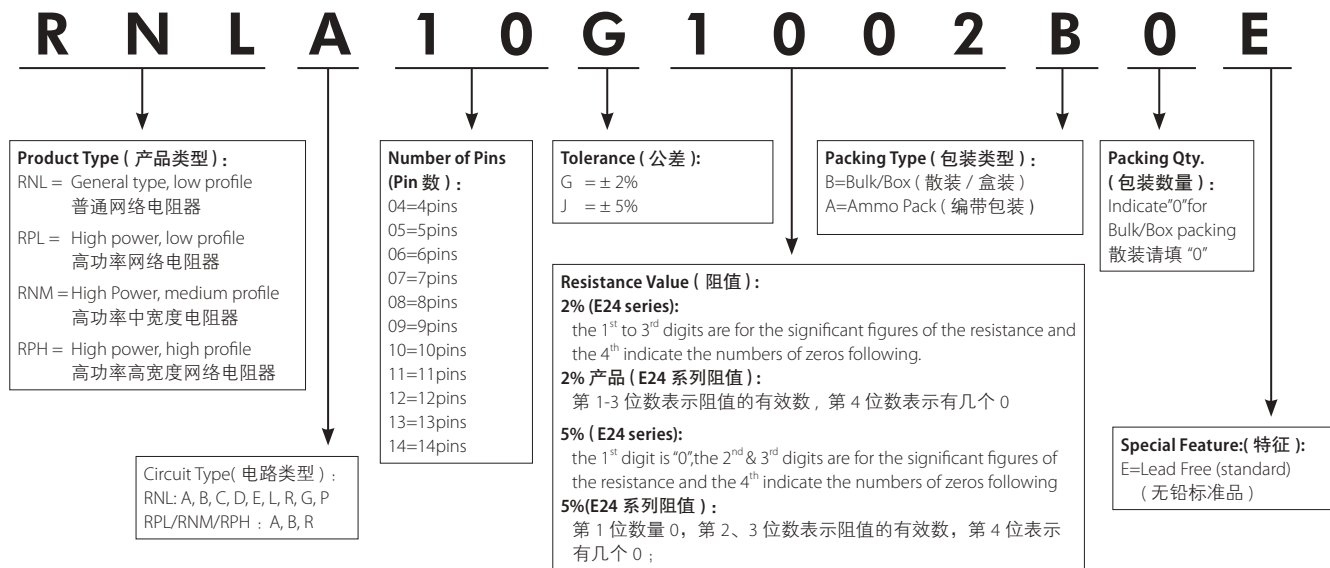 R N L A 1 0 G 1 0 0 2 B 0 E
Product Type ( 产品类型 ) :
RNL = General type, low profile
普通网络电阻器
RPL = High power, low profile
高功率网络电阻器
RNM = High Power, medium profile
高功率中宽度电阻器
RPH = High power, high profile
高功率高宽度网络电阻器
Circuit Type( 电路类型 ) :
RNL: A, B, C, D, E, L, R, G, P
RPL/RNM/RPH : A, B, R
Number of Pins
(Pin 数 ) :
04=4pins
05=5pins
06=6pins
07=7pins
08=8pins
09=9pins
10=10pins
11=11pins
12=12pins
13=13pins
14=14pins
Tolerance ( 公差 ):
G = ± 2%
J = ± 5%
Resistance Value ( 阻值 ) :
2% (E24 series):
the 1st to 3rd digits are for the significant figures of the resistance and
the 4th indicate the numbers of zeros following.
2% 产品 ( E24 系列阻值 ) :
第 1-3 位数表示阻值的有效数 , 第 4 位数表示有几个 0
5% ( E24 series):
the 1st digit is "0",the 2nd & 3rd digits are for the significant figures of
the resistance and the 4th indicate the numbers of zeros following
5%(E24 系列阻值 ) :
第 1 位数量 0，第 2、3 位数表示阻值的有效数，第 4 位表示
有几个 0 ;
Packing Type ( 包装类型 ) :
B=Bulk/Box ( 散装 / 盒装 )
A=Ammo Pack ( 编带包装 )
Packing Qty.
( 包装数量 ) :
Indicate"0"for
Bulk/Box packing
散装请填 "0"
Special Feature:( 特征 ):
E=Lead Free (standard)
( 无铅标准品 )